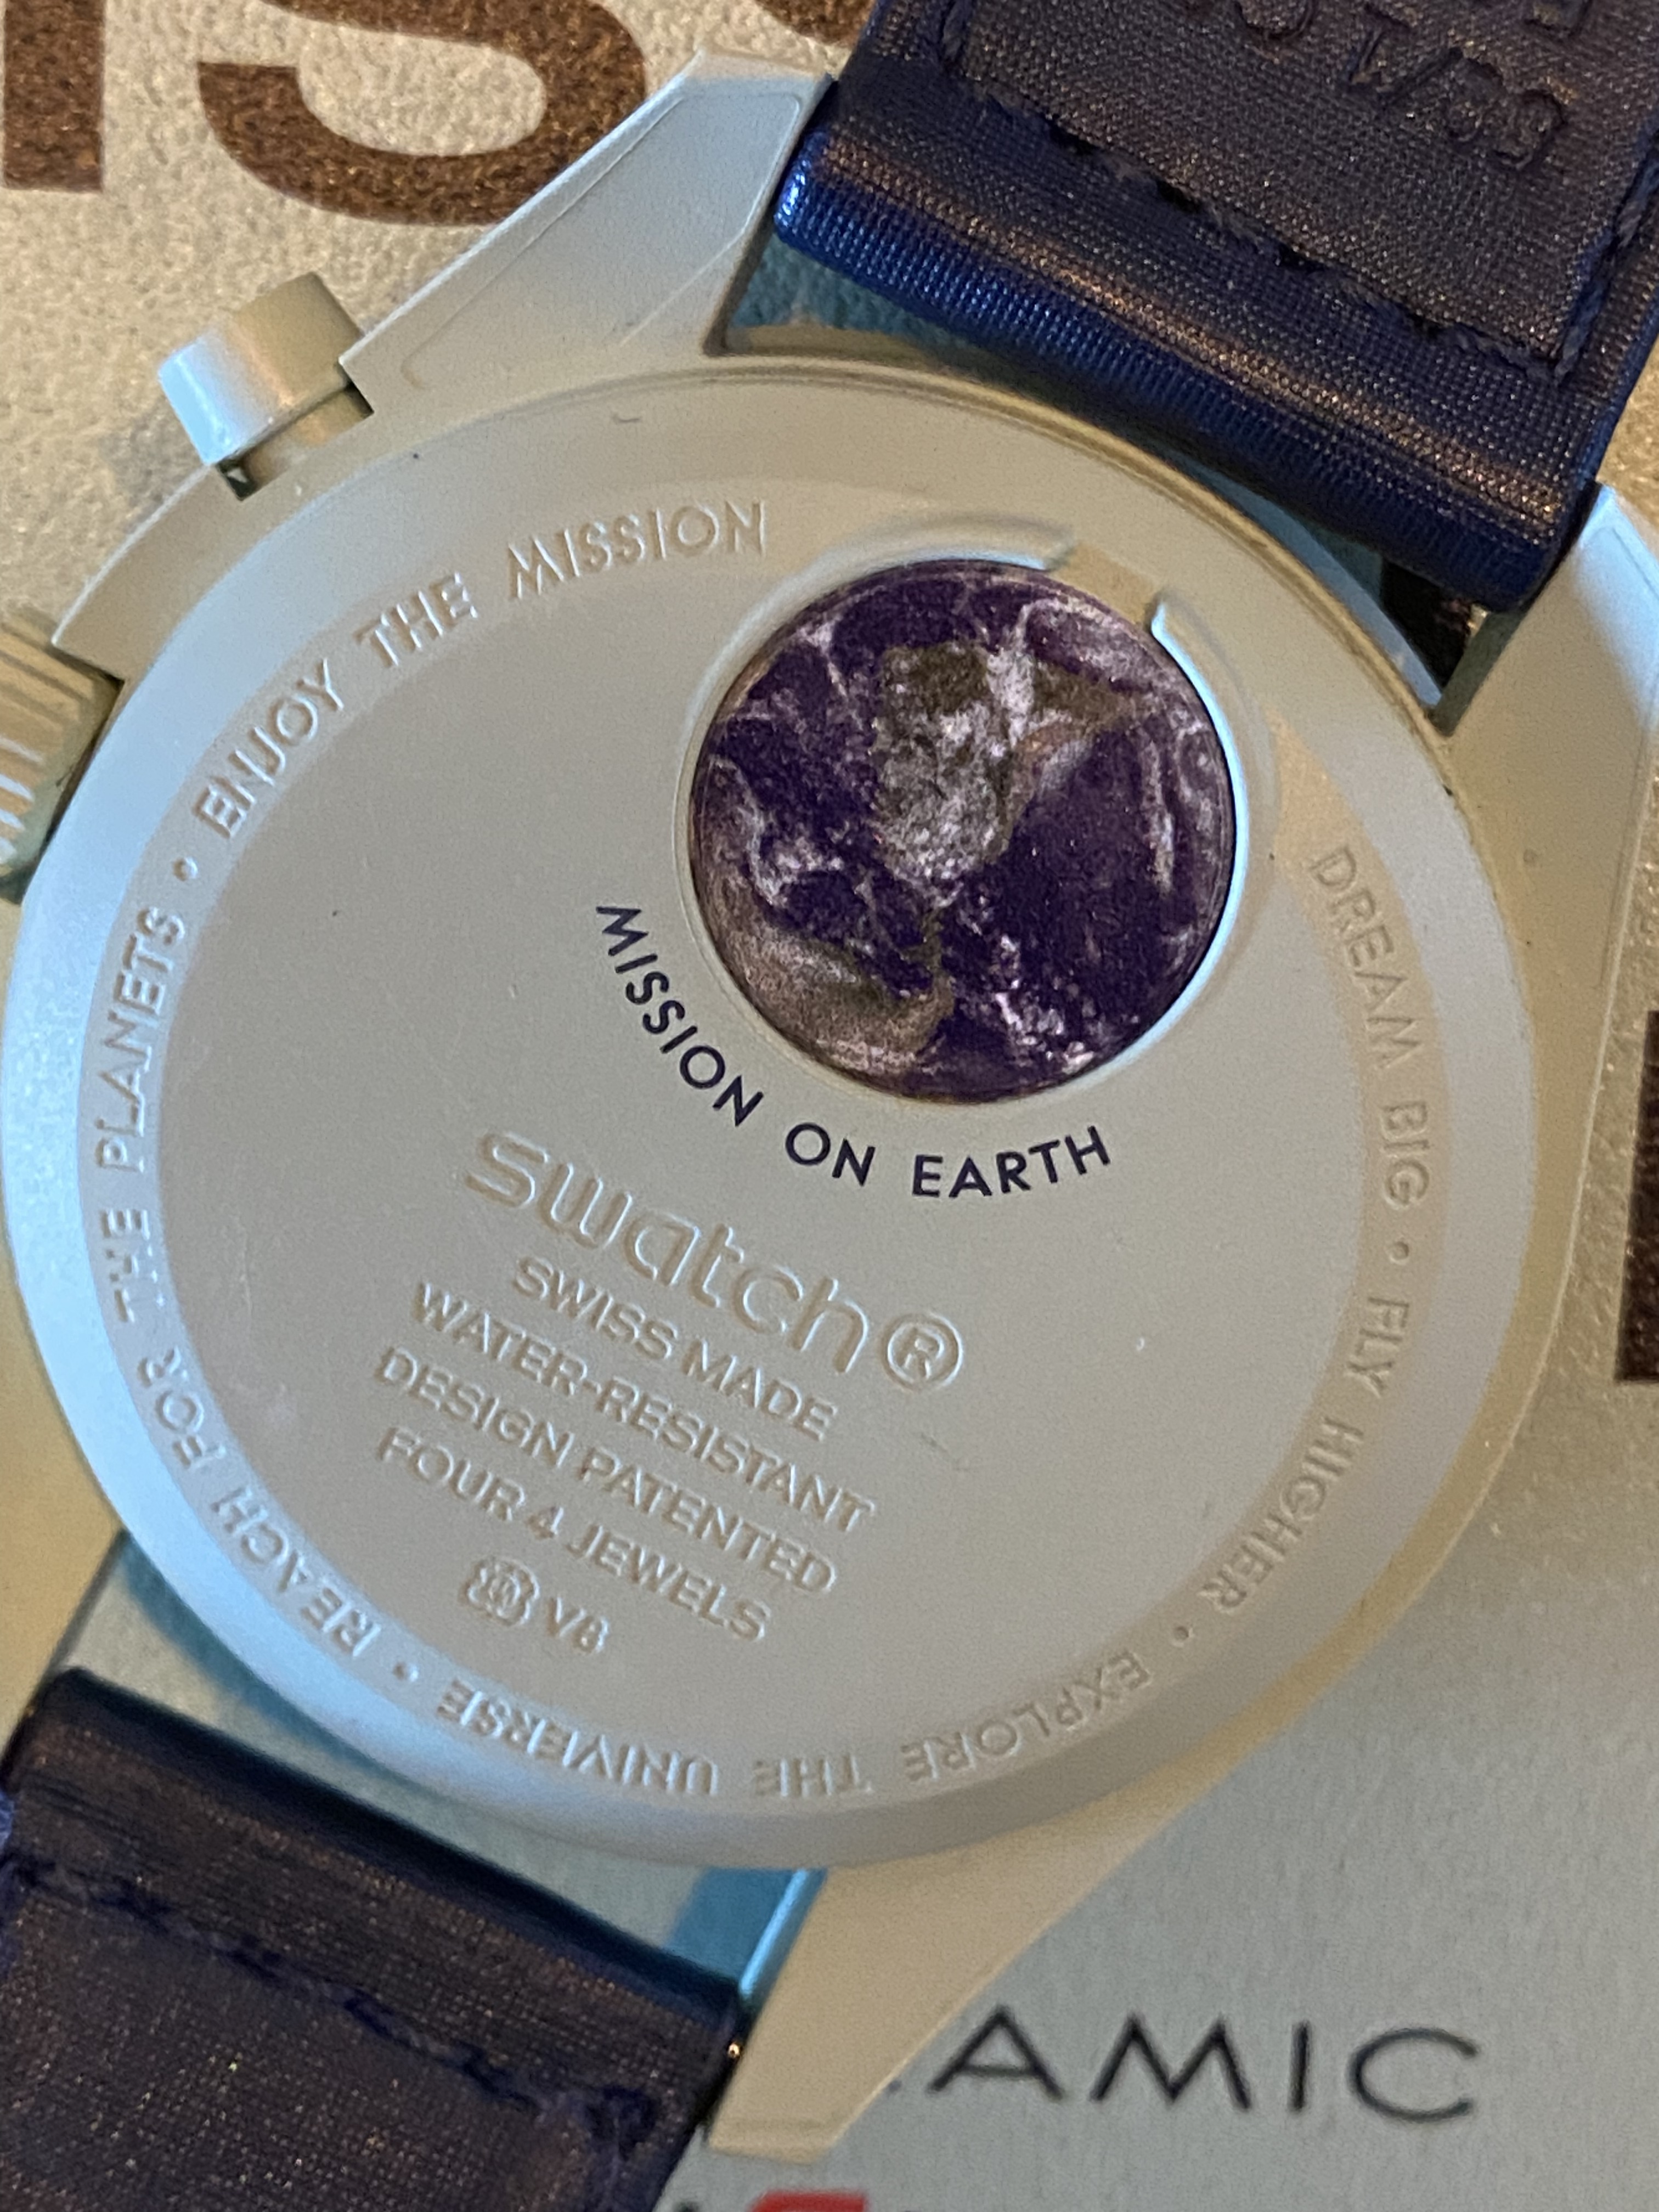 DREAM BIG • FLY HIGHER • EXPLORE THE UNIVERSE • REACH FOR THE PLANETS • ENJOY THE MISSION
MISSION ON EARTH
swatch®
SWISS MADE
WATER-RESISTANT
DESIGN PATENTED
FOUR 4 JEWELS
V8
AMIC